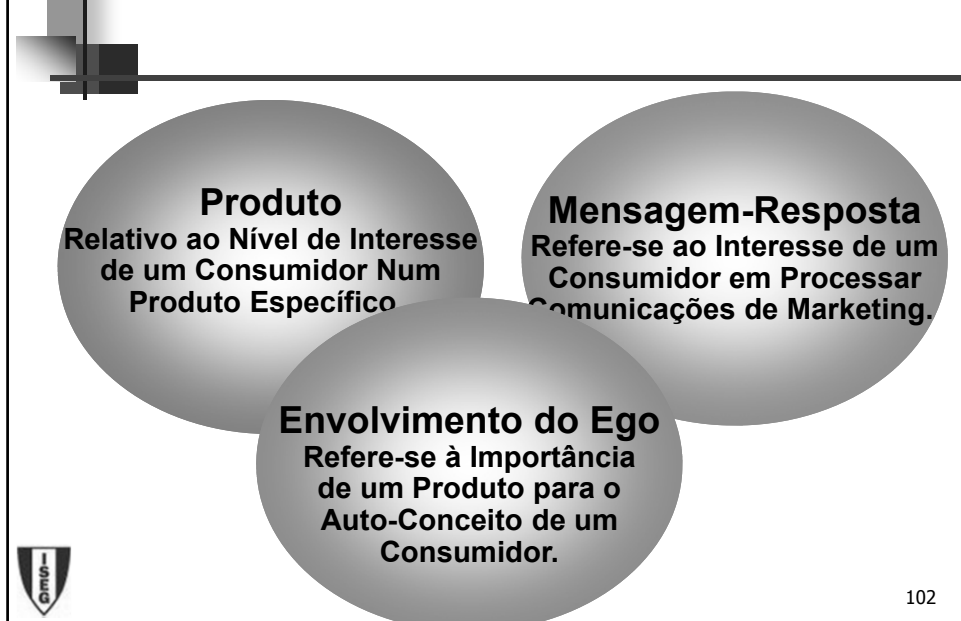 Produto
Relativo ao Nível de Interesse
de um Consumidor Num
Produto Específico
Mensagem-Resposta
Refere-se ao Interesse de um
Consumidor em Processar
Comunicações de Marketing.
Envolvimento do Ego
Refere-se à Importância
de um Produto para o
Auto-Conceito de um
Consumidor.
ISEG
102